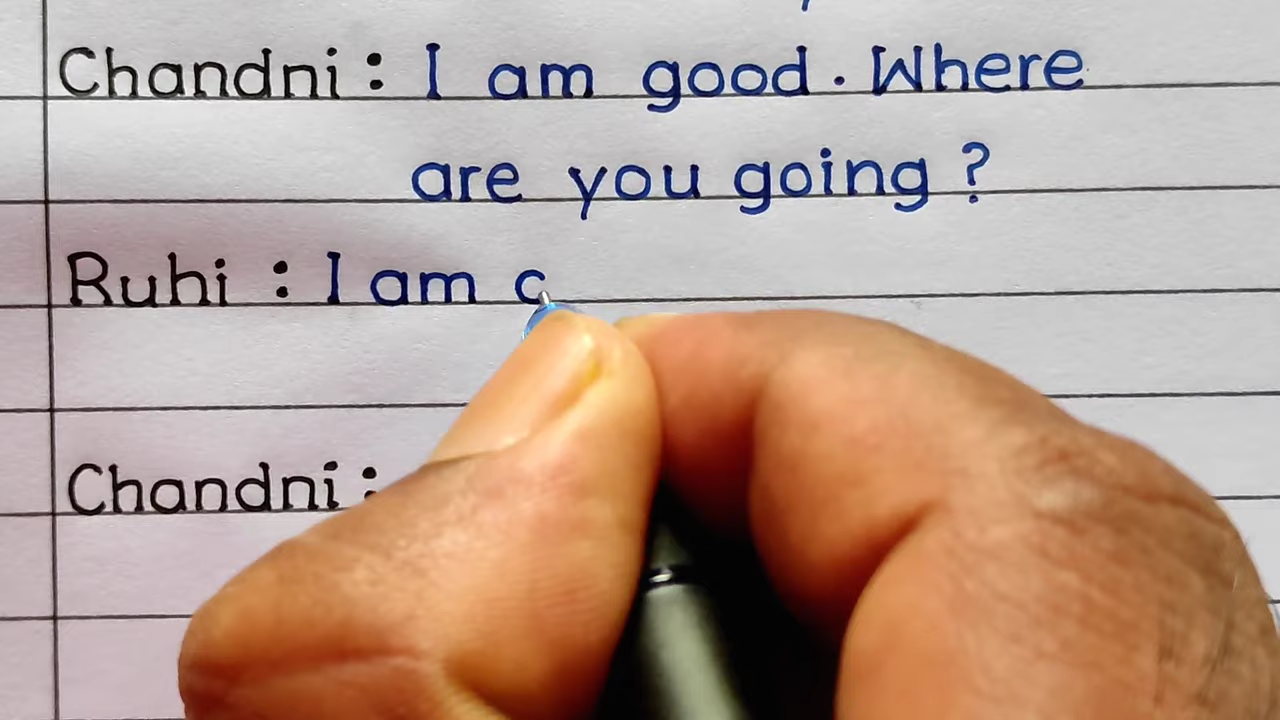 Chandni : I am good. Where
are you going ?
Ruhi : I am
Chandni :